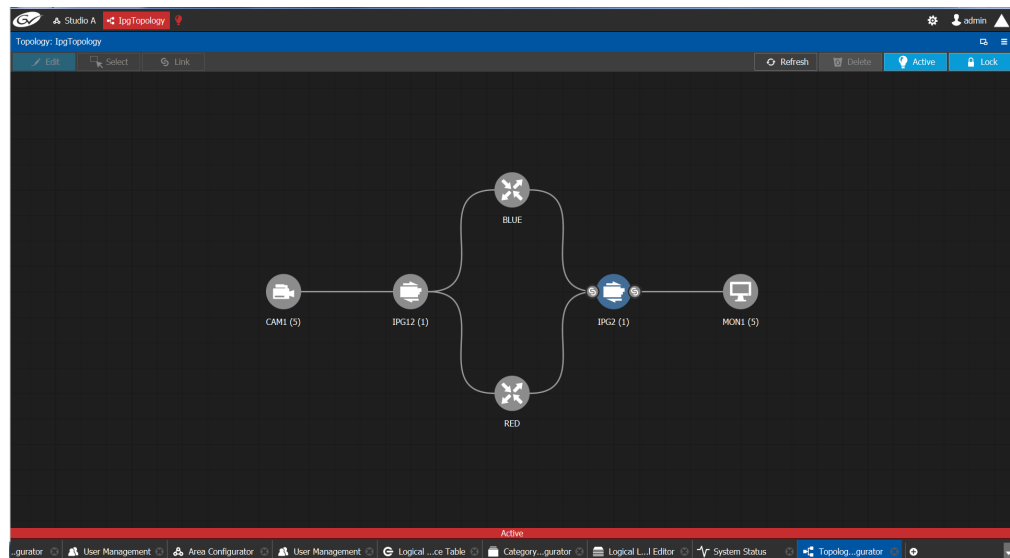 GV Studio A IpgTopology admin
Topology: IpgTopology
Edit Select Link Refresh Delete Active Lock
BLUE
CAM1 (5) IPG12 (1) IPG2 (1) MON1 (5)
RED
Active
..gurator User Management Area Configurator User Management Logical ...ce Table Category...gurator Logical L...l Editor System Status Topolog...gurator